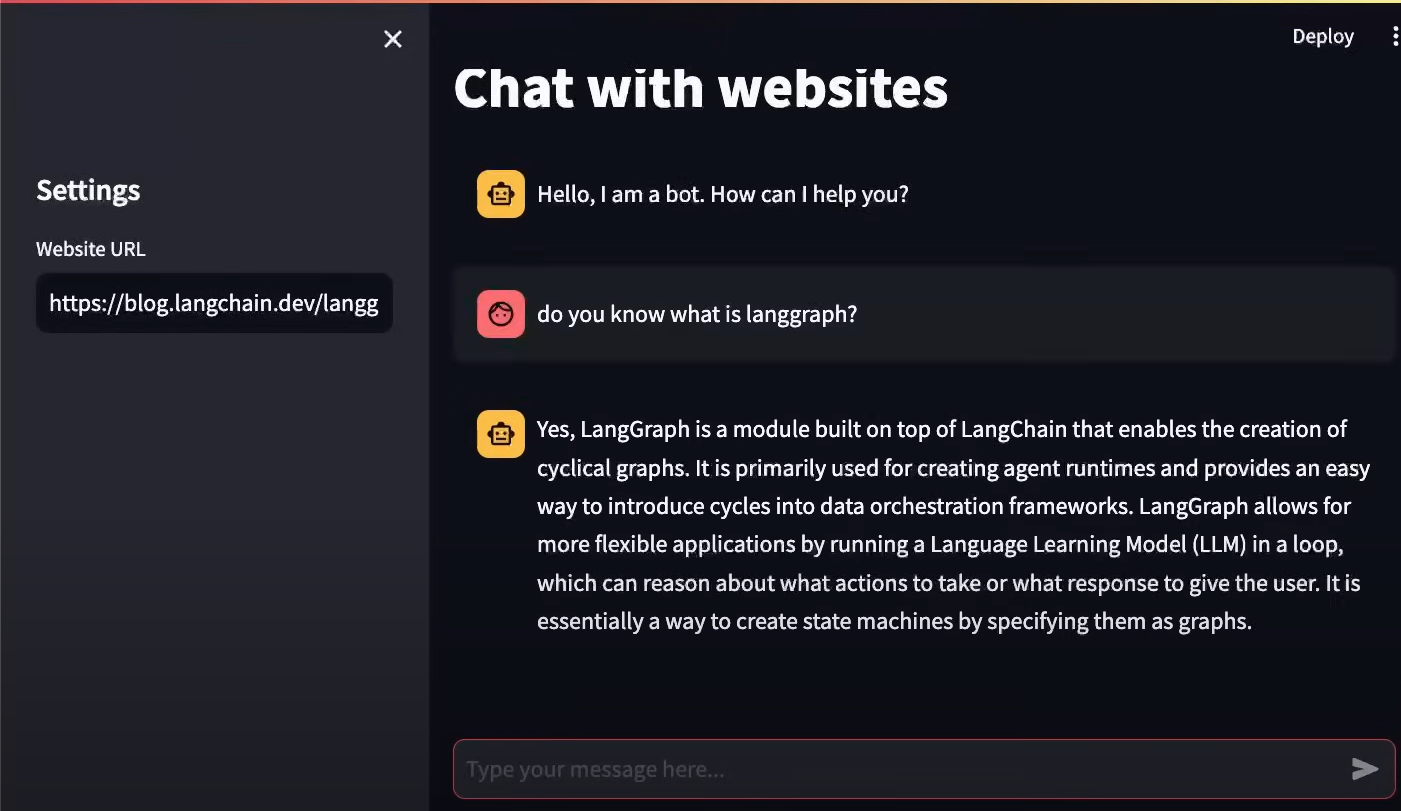 Deploy
Chat with websites
Settings
Website URL
https://blog.langchain.dev/langg
Hello, I am a bot. How can I help you?
do you know what is langgraph?
Yes, LangGraph is a module built on top of LangChain that enables the creation of
cyclical graphs. It is primarily used for creating agent runtimes and provides an easy
way to introduce cycles into data orchestration frameworks. LangGraph allows for
more flexible applications by running a Language Learning Model (LLM) in a loop,
which can reason about what actions to take or what response to give the user. It is
essentially a way to create state machines by specifying them as graphs.
Type your message here...